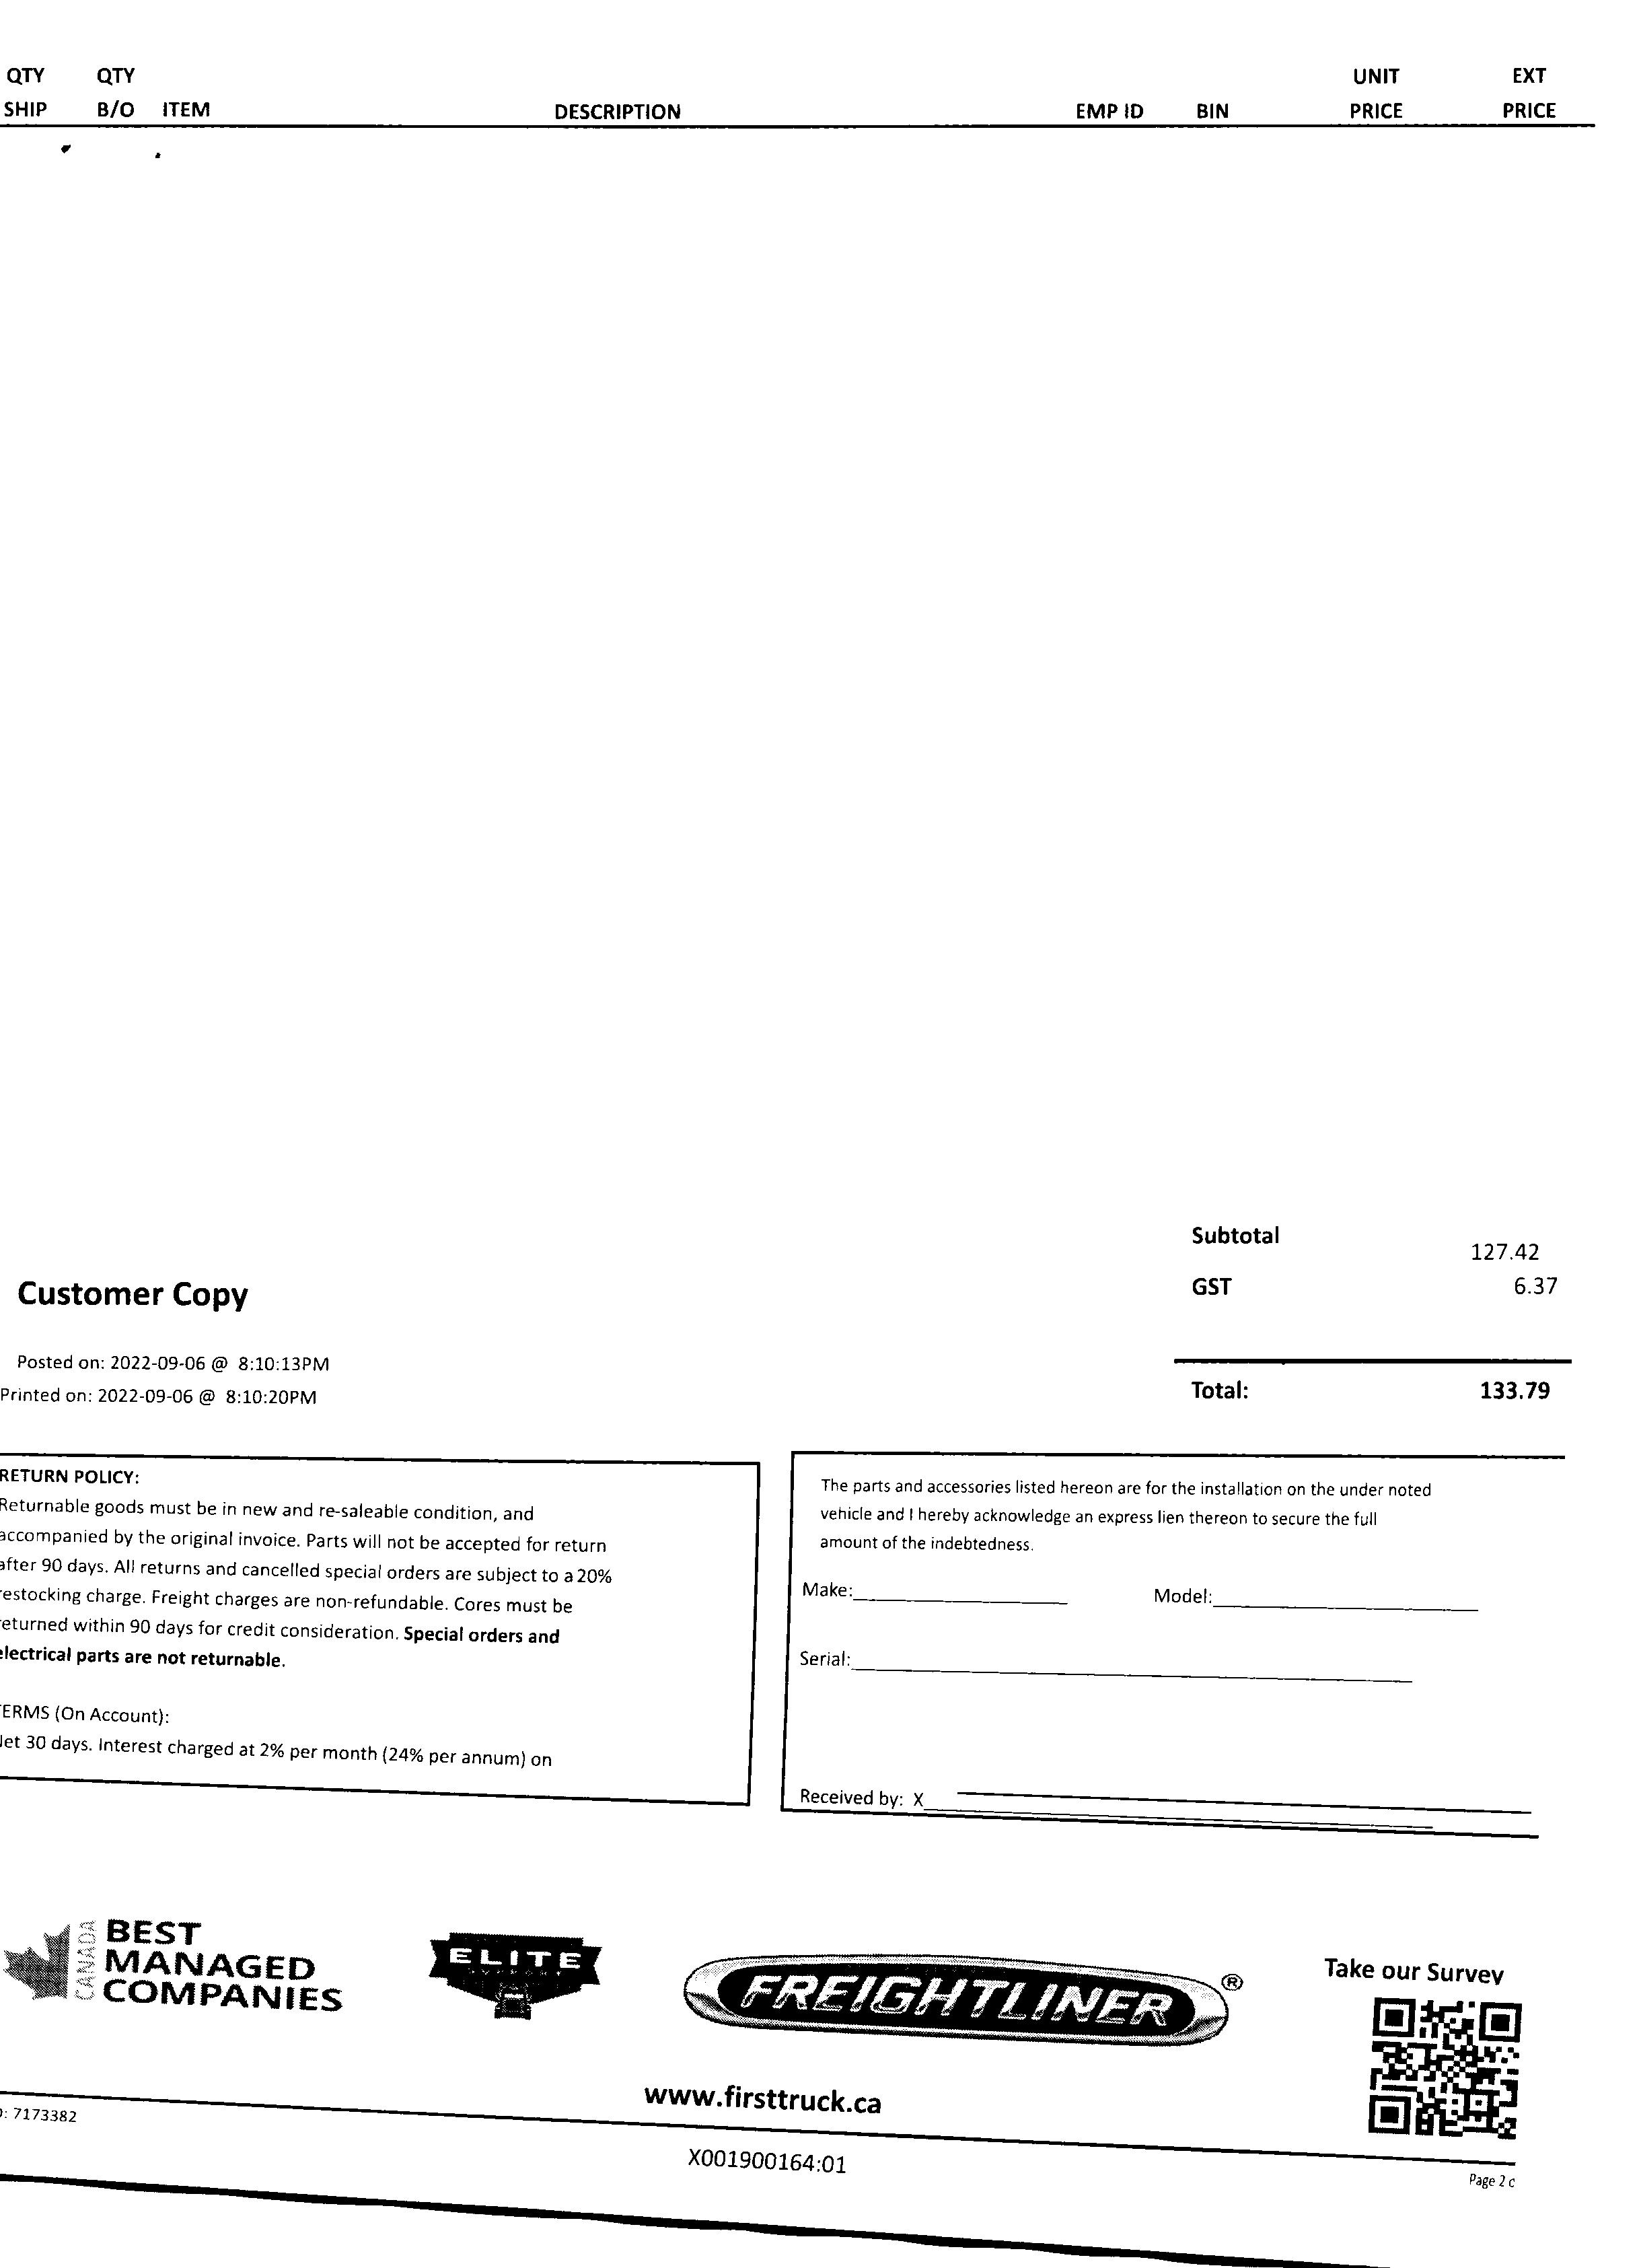 QTY QTY UNIT EXT
SHIP B/O ITEM DESCRIPTION EMP ID BIN PRICE PRICE
Subtotal 127.42
Customer Copy GST 6.37
Posted on: 2022-09-06 @ 8:10:13PM
Printed on: 2022-09-06 @ 8:10:20PM
Total: 133.79
RETURN POLICY:
Returnable goods must be in new and re-saleable condition, and
accompanied by the original invoice. Parts will not be accepted for return
after 90 days. All returns and cancelled special orders are subject to a 20%
restocking charge. Freight charges are non-refundable. Cores must be
returned within 90 days for credit consideration. Special orders and
electrical parts are not returnable.
TERMS (On Account):
Net 30 days. Interest charged at 2% per month (24% per annum) on
The parts and accessories listed hereon are for the installation on the under noted
vehicle and I hereby acknowledge an express lien thereon to secure the full
amount of the indebtedness.
Make: Model:
Serial:
Received by: X
CANADA
BEST
MANAGED
COMPANIES
ELITE
FREIGHTLINER®
Take our Survey
www.firsttruck.ca
: 7173382
X001900164:01
Page 2